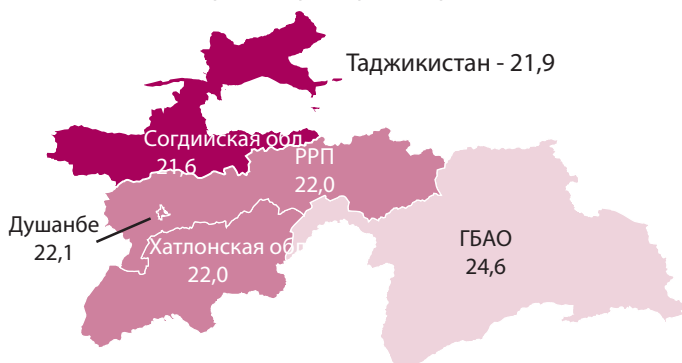 Таджикистан - 21,9
Согдийская обл.
21,6
РРП
22,0
Душанбе
22,1
Хатлонская обл
22,0
ГБАО
24,6